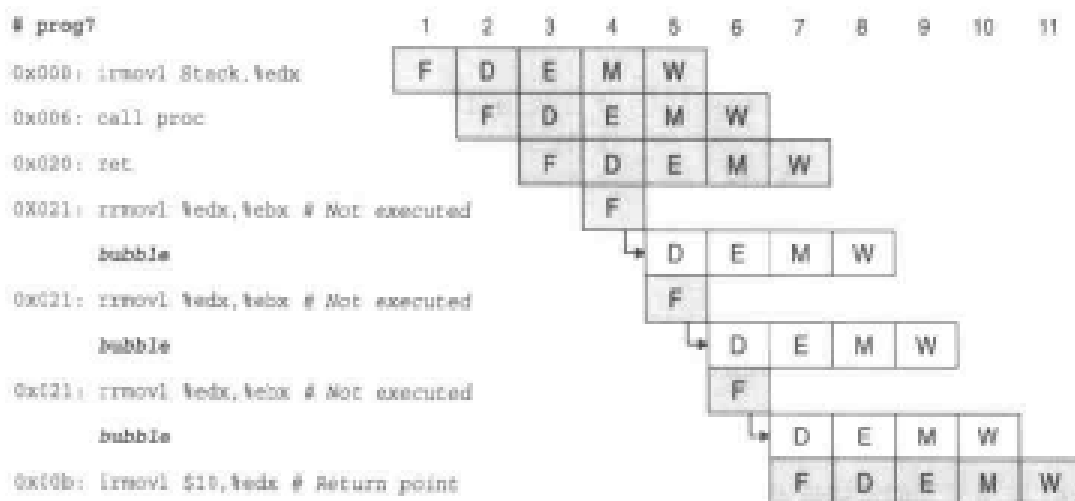 # prog7 1 2 3 4 5 6 7 8 9 10 11
0x000: irmovl Stack,%edx F D E M W
0x006: call proc F D E M W
0x020: ret F D E M W
0x021: rrmovl %edx,%ebx # Not executed F
bubble D E M W
0x021: rrmovl %edx,%ebx # Not executed F
bubble D E M W
0x021: rrmovl %edx,%ebx # Not executed F
bubble D E M W
0x00b: irmovl $10,%edx # Return point F D E M W